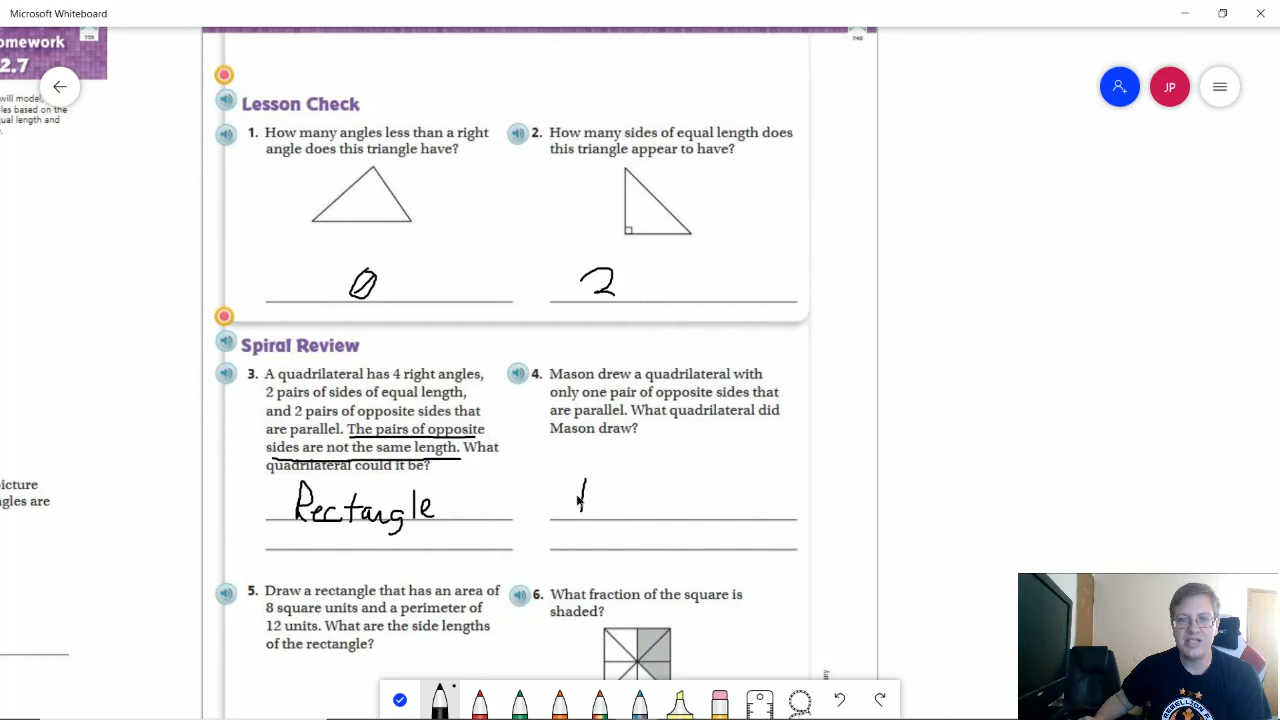 Microsoft Whiteboard
739
omework
2.7
will model,
les based on the
ual length and
e.
icture
gles are
740
JP
Lesson Check
1. How many angles less than a right
angle does this triangle have?
0
2. How many sides of equal length does
this triangle appear to have?
2
Spiral Review
3. A quadrilateral has 4 right angles,
2 pairs of sides of equal length,
and 2 pairs of opposite sides that
are parallel. The pairs of opposite
sides are not the same length. What
quadrilateral could it be?
Rectangle
4. Mason drew a quadrilateral with
only one pair of opposite sides that
are parallel. What quadrilateral did
Mason draw?
5. Draw a rectangle that has an area of
8 square units and a perimeter of
12 units. What are the side lengths
of the rectangle?
6. What fraction of the square is
shaded?